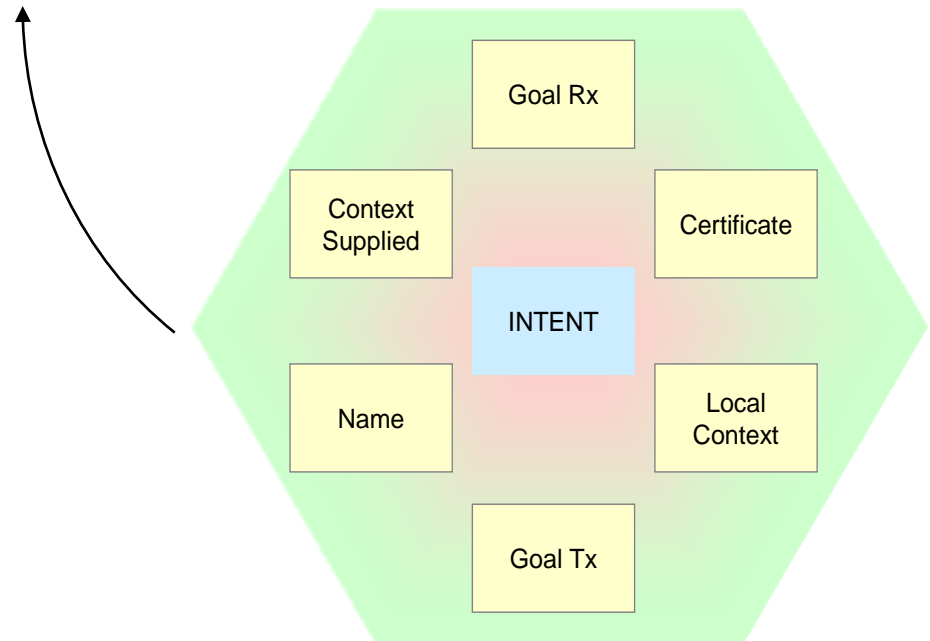 Goal Rx
Context
Supplied
Certificate
INTENT
Name
Local
Context
Goal Tx